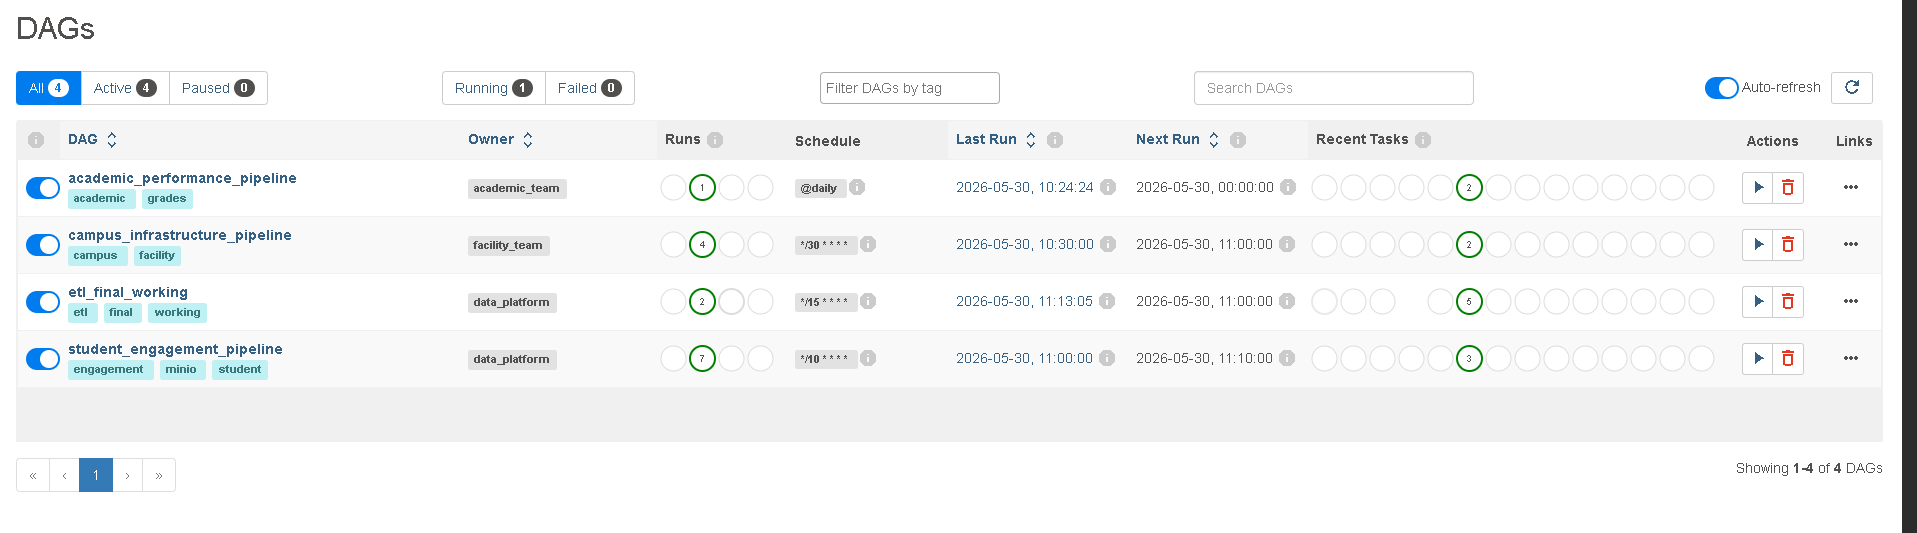 DAGs
All 4 Active 4 Paused 0 Running 1 Failed 0 Filter DAGs by tag Search DAGs Auto-refresh
DAG Owner Runs Schedule Last Run Next Run Recent Tasks Actions Links
academic_performance_pipeline
academic grades
academic_team 1 @daily 2026-05-30, 10:24:24 2026-05-30, 00:00:00 2
campus_infrastructure_pipeline
campus facility
facility_team 4 */30 * * * * 2026-05-30, 10:30:00 2026-05-30, 11:00:00 2
etl_final_working
etl final working
data_platform 2 */15 * * * * 2026-05-30, 11:13:05 2026-05-30, 11:00:00 5
student_engagement_pipeline
engagement minio student
data_platform 7 */10 * * * * 2026-05-30, 11:00:00 2026-05-30, 11:10:00 3
« ‹ 1 › »
Showing 1-4 of 4 DAGs